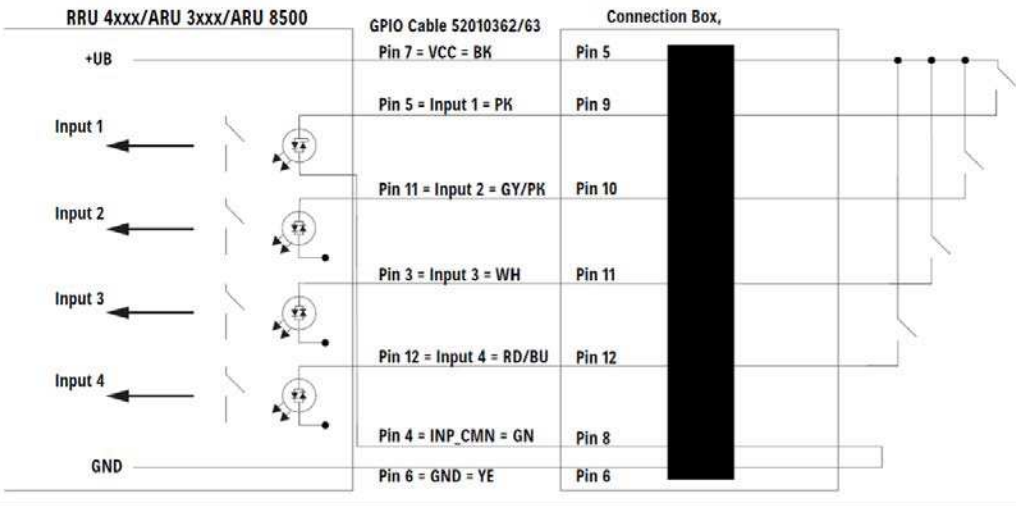 RRU 4xxx/ARU 3xxx/ARU 8500
GPIO Cable 52010362/63
Connection Box,
+UB
Pin 7 = VCC = BK
Pin 5
Pin 5 = Input 1 = PK
Pin 9
Input 1
Pin 11 = Input 2 = GY/PK
Pin 10
Input 2
Pin 3 = Input 3 = WH
Pin 11
Input 3
Pin 12 = Input 4 = RD/BU
Pin 12
Input 4
Pin 4 = INP_CMN = GN
Pin 8
GND
Pin 6 = GND = YE
Pin 6